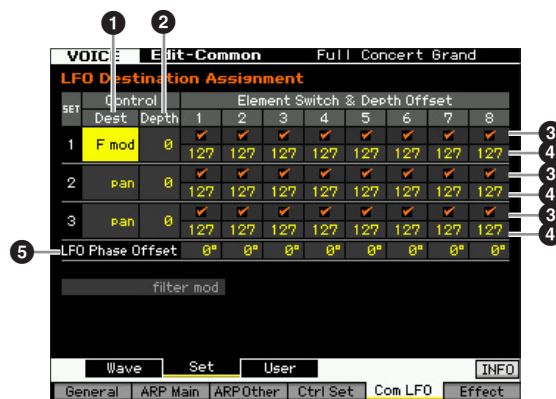 1 2
VOICE Edit-Common Full Concert Grand
LFO Destination Assignment
SET Control Element Switch & Depth Offset
Dest Depth 1 2 3 4 5 6 7 8
1 F mod 0 3
127 127 127 127 127 127 127 127 4
2 pan 0 3
127 127 127 127 127 127 127 127 4
3 pan 0 3
127 127 127 127 127 127 127 127 4
5 LFO Phase Offset 0° 0° 0° 0° 0° 0° 0° 0°
filter mod
Wave Set User INFO
General ARP Main ARP Other Ctrl Set Com LFO Effect